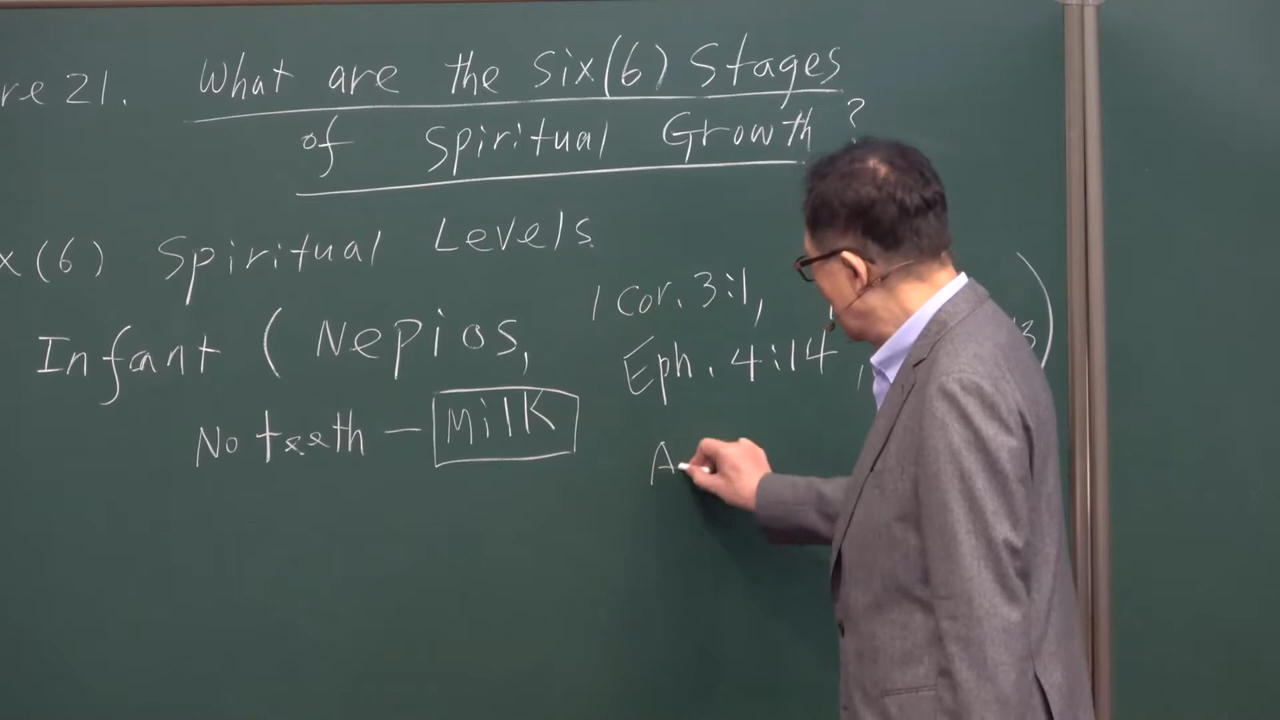 re 21. What are the Six(6) Stages
of Spiritual Growth?
x (6) Spiritual Levels
Infant ( Nepios, 1 Cor. 3:1,
Eph. 4:14, 13 )
No teeth - Milk
A